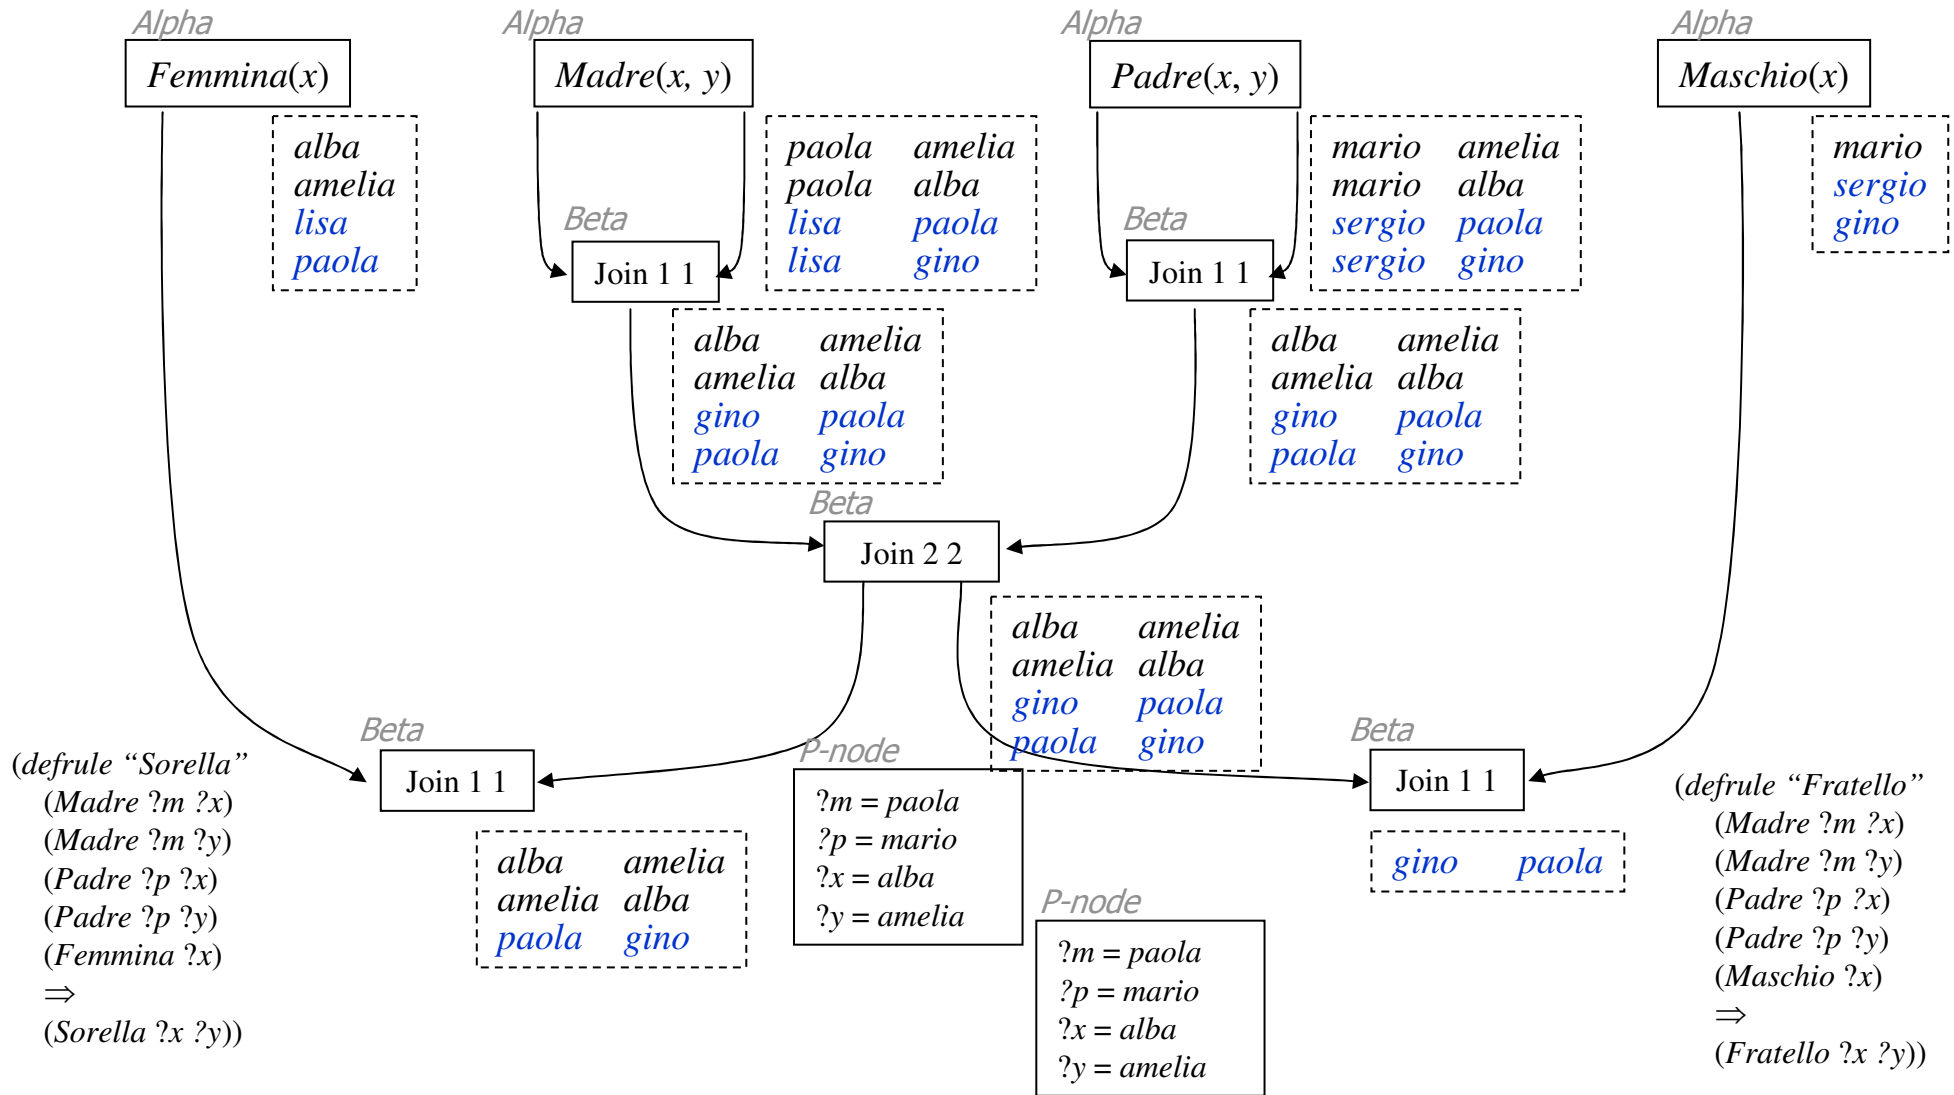 Alpha
Femmina(x)
alba
amelia
lisa
paola
Alpha
Madre(x, y)
paola amelia
paola alba
lisa paola
lisa gino
Alpha
Padre(x, y)
mario amelia
mario alba
sergio paola
sergio gino
Alpha
Maschio(x)
mario
sergio
gino
Beta
Join 1 1
alba amelia
amelia alba
gino paola
paola gino
Beta
Join 1 1
alba amelia
amelia alba
gino paola
paola gino
Beta
Join 2 2
alba amelia
amelia alba
gino paola
paola gino
(defrule “Sorella”
(Madre ?m ?x)
(Madre ?m ?y)
(Padre ?p ?x)
(Padre ?p ?y)
(Femmina ?x)
⇒
(Sorella ?x ?y))
Beta
Join 1 1
alba amelia
amelia alba
paola gino
P-node
?m = paola
?p = mario
?x = alba
?y = amelia
P-node
?m = paola
?p = mario
?x = alba
?y = amelia
Beta
Join 1 1
gino paola
(defrule “Fratello”
(Madre ?m ?x)
(Madre ?m ?y)
(Padre ?p ?x)
(Padre ?p ?y)
(Maschio ?x)
⇒
(Fratello ?x ?y))